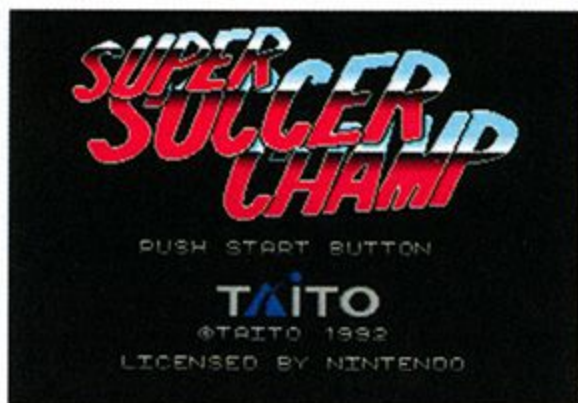 SUPER
SOCCER
CHAMP
PUSH START BUTTON
TAITO
©TAITO 1992
LICENSED BY NINTENDO